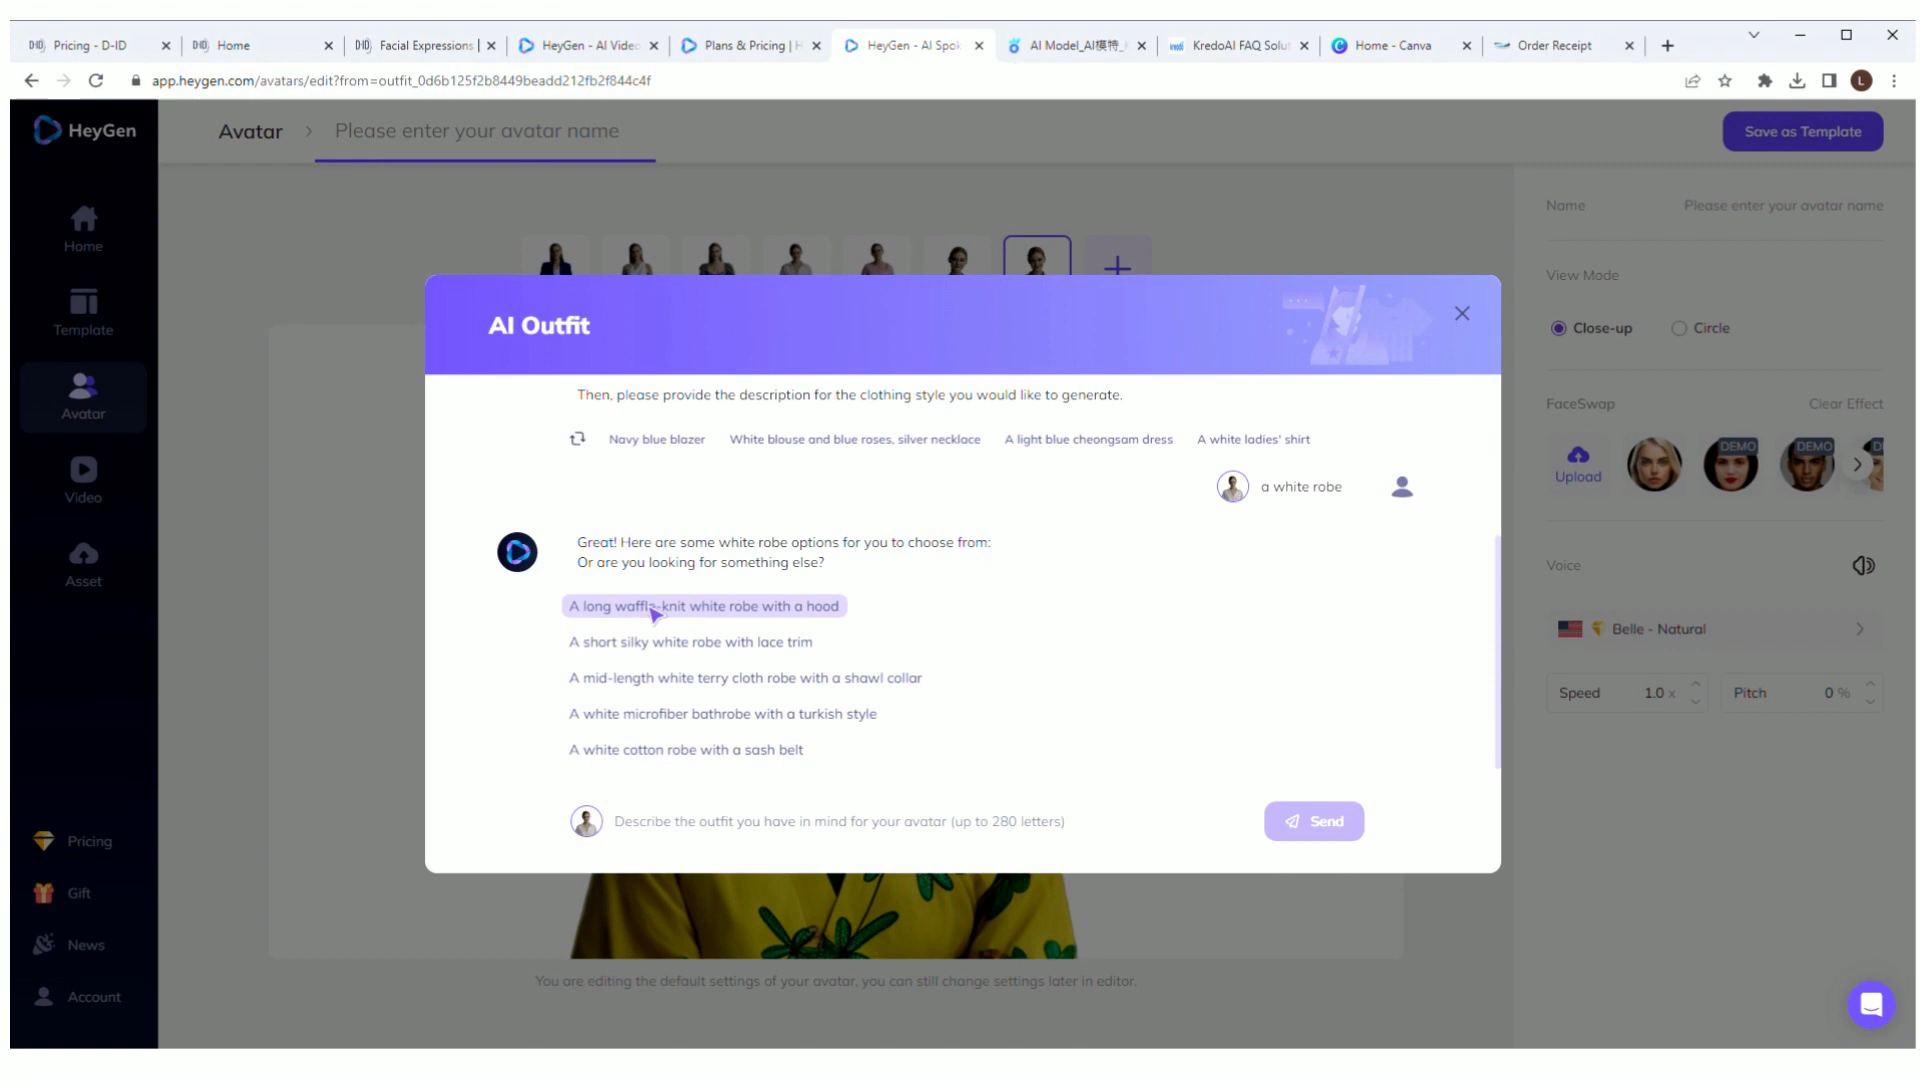 Pricing - D-ID
Home
Facial Expressions |
HeyGen - AI Video
Plans & Pricing | H
HeyGen - AI Spok
AI Model_AI模特_
KredoAI FAQ Solut
Home - Canva
Order Receipt
app.heygen.com/avatars/edit?from=outfit_0d6b125f2b8449beadd212fb2f844c4f
L
HeyGen
Avatar > Please enter your avatar name
Save as Template
Home
Template
Avatar
Video
Asset
Pricing
Gift
News
Account
AI Outfit
Then, please provide the description for the clothing style you would like to generate.
Navy blue blazer White blouse and blue roses, silver necklace A light blue cheongsam dress A white ladies' shirt
a white robe
Great! Here are some white robe options for you to choose from:
Or are you looking for something else?
A long waffle-knit white robe with a hood
A short silky white robe with lace trim
A mid-length white terry cloth robe with a shawl collar
A white microfiber bathrobe with a turkish style
A white cotton robe with a sash belt
Describe the outfit you have in mind for your avatar (up to 280 letters)
Send
You are editing the default settings of your avatar, you can still change settings later in editor.
Name Please enter your avatar name
View Mode
Close-up Circle
FaceSwap Clear Effect
Upload
DEMO
DEMO
Voice
Belle - Natural
Speed 1.0 x Pitch 0 %